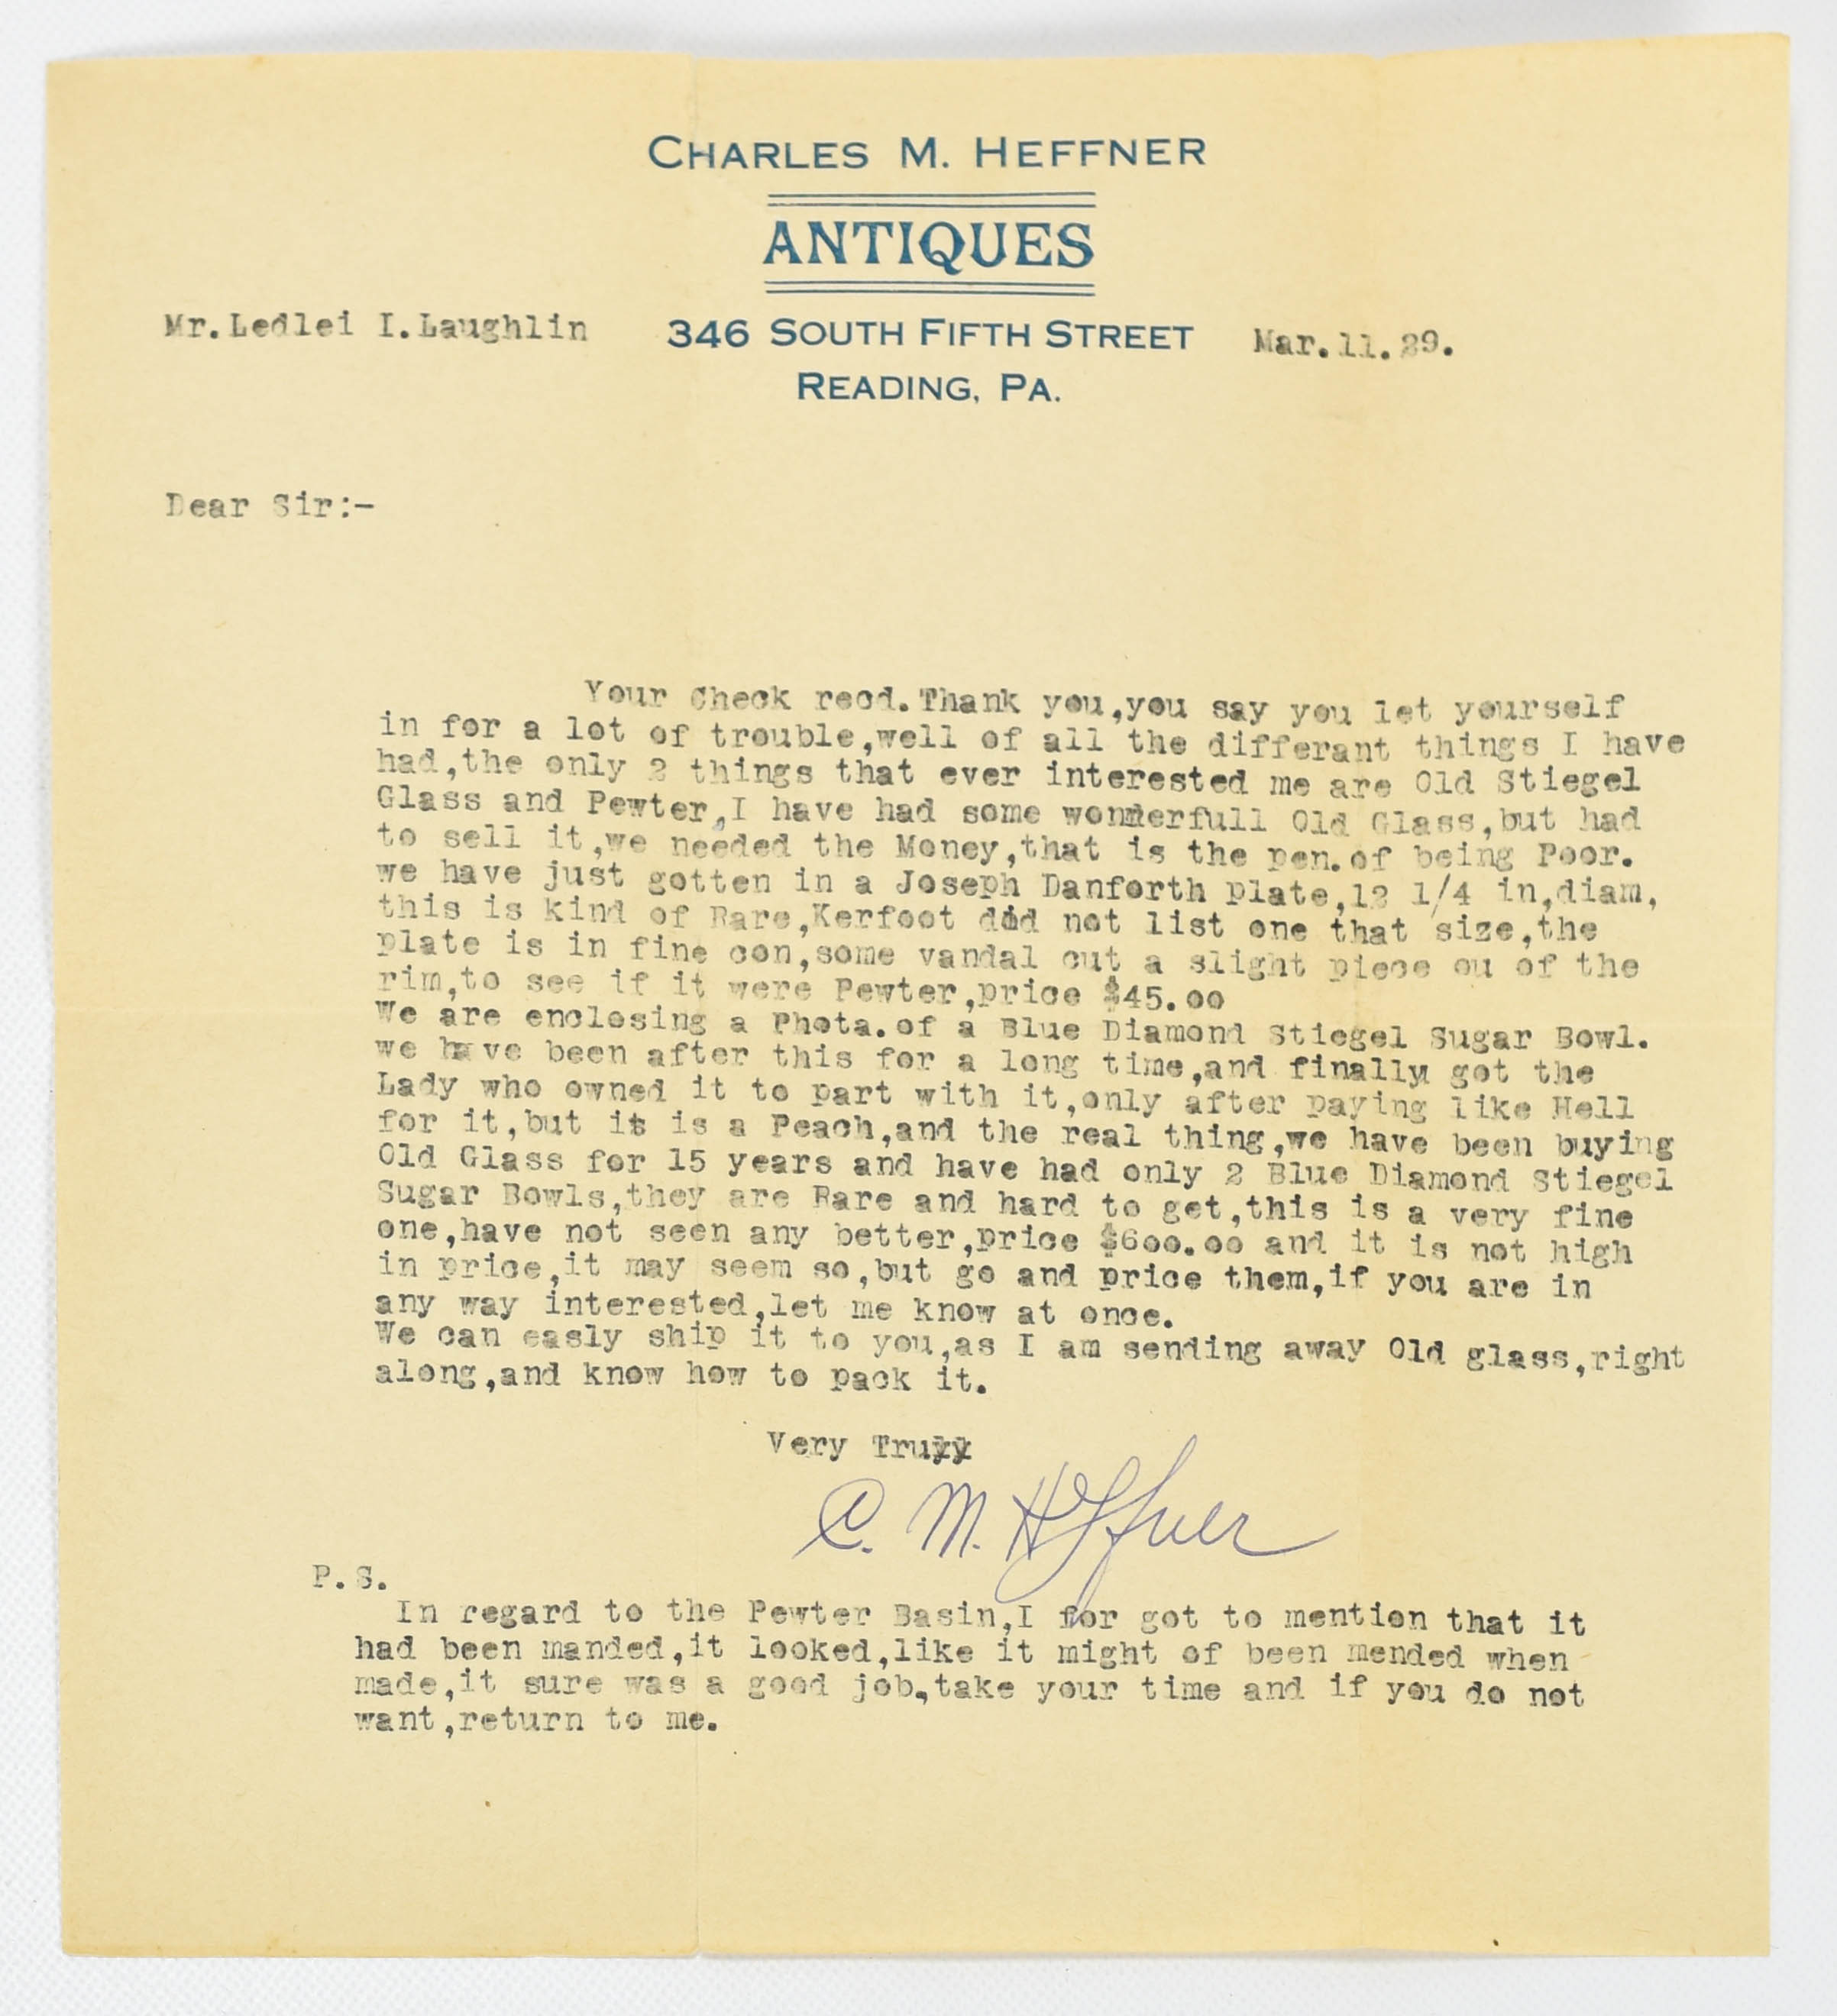 CHARLES M. HEFFNER
ANTIQUES
Mr.Ledlei I.Laughlin 346 SOUTH FIFTH STREET Mar.11.29.
READING, PA.
Dear Sir:-
Your Check recd.Thank you,you say you let yourself
in for a lot of trouble,well of all the differant things I have
had,the only 2 things that ever interested me are Old Stiegel
Glass and Pewter,I have had some wonderfull Old Glass,but had
to sell it,we needed the Money,that is the pen.of being Poor.
we have just gotten in a Joseph Danforth plate,12 1/4 in,diam,
this is kind of Rare,Kerfoot did not list one that size,the
plate is in fine con,some vandal cut a slight piece ou of the
rim,to see if it were Pewter,price $45.00
We are enclosing a Phota.of a Blue Diamond Stiegel Sugar Bowl.
we have been after this for a long time,and finally got the
Lady who owned it to part with it,only after paying like Hell
for it,but it is a Peach,and the real thing,we have been buying
Old Glass for 15 years and have had only 2 Blue Diamond Stiegel
Sugar Bowls,they are Rare and hard to get,this is a very fine
one,have not seen any better,price $600.00 and it is not high
in price,it may seem so,but go and price them,if you are in
any way interested,let me know at once.
We can easly ship it to you,as I am sending away Old glass,right
along,and know how to pack it.
Very Truyy
C. M. Heffner
P.S.
In regard to the Pewter Basin,I for got to mention that it
had been manded,it looked,like it might of been mended when
made,it sure was a good job,take your time and if you do not
want,return to me.